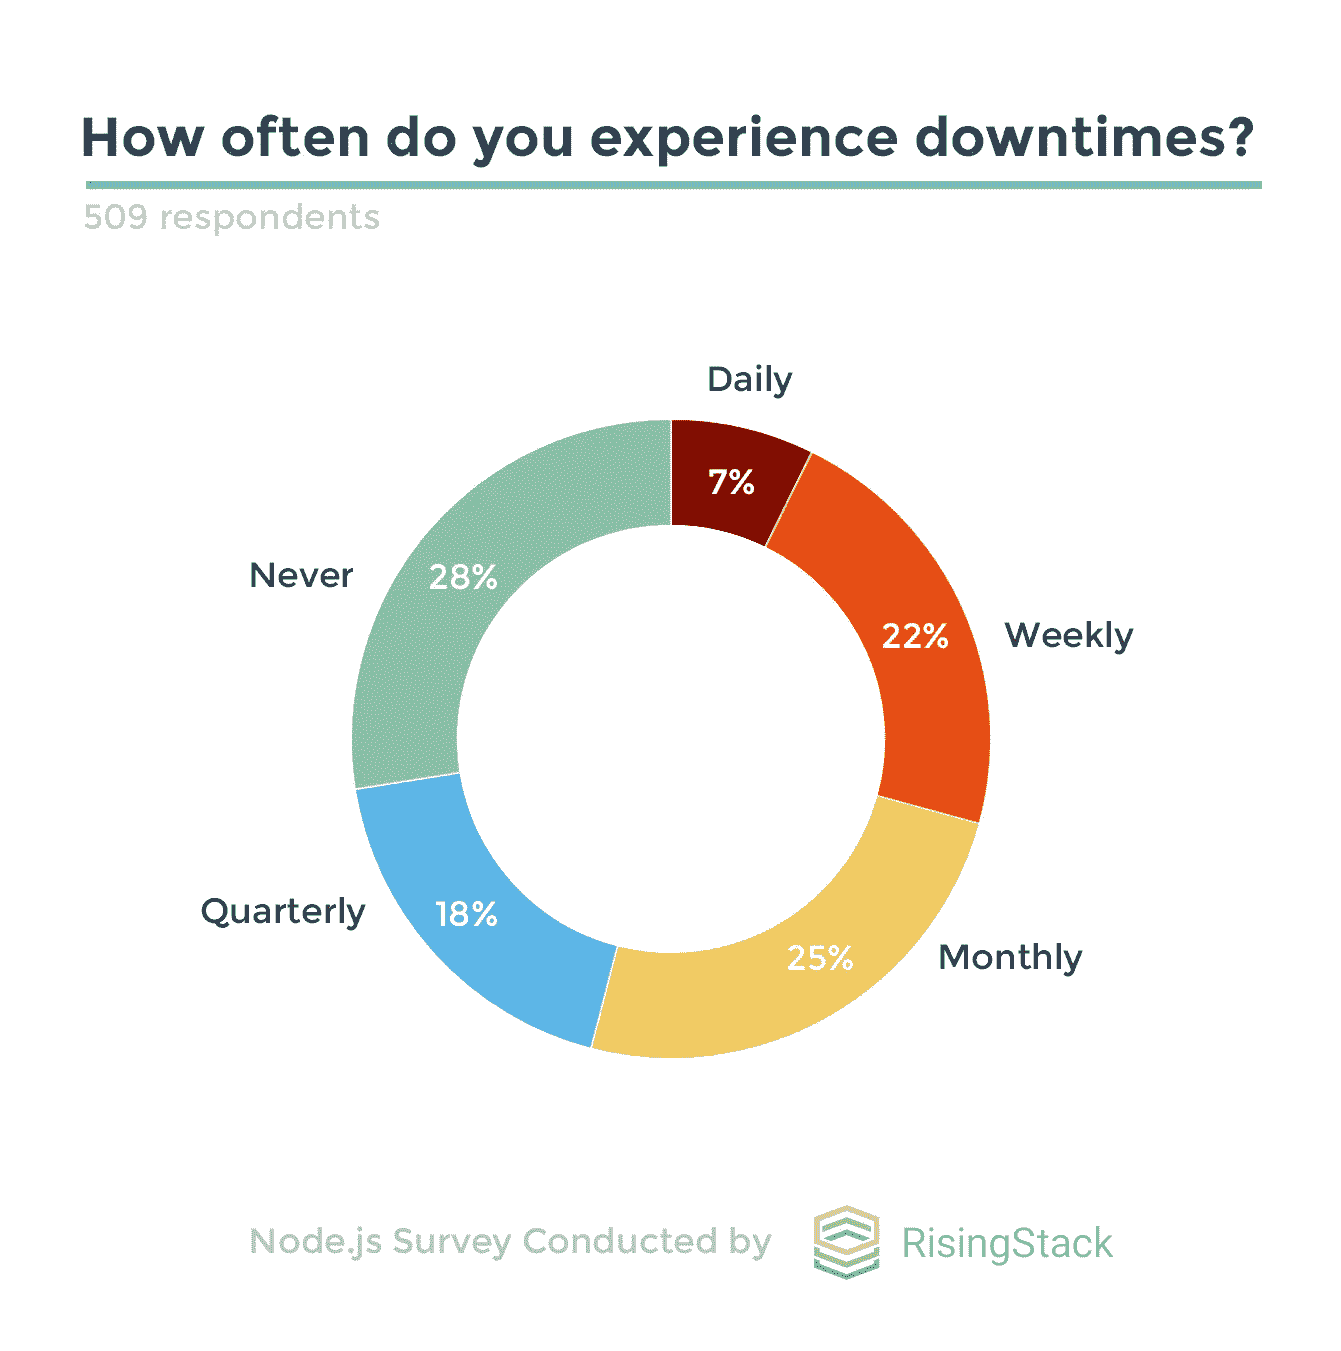 How often do you experience downtimes?
509 respondents
Daily
7%
Never
28%
22%
Weekly
Quarterly
18%
25%
Monthly
Node.js Survey Conducted by RisingStack